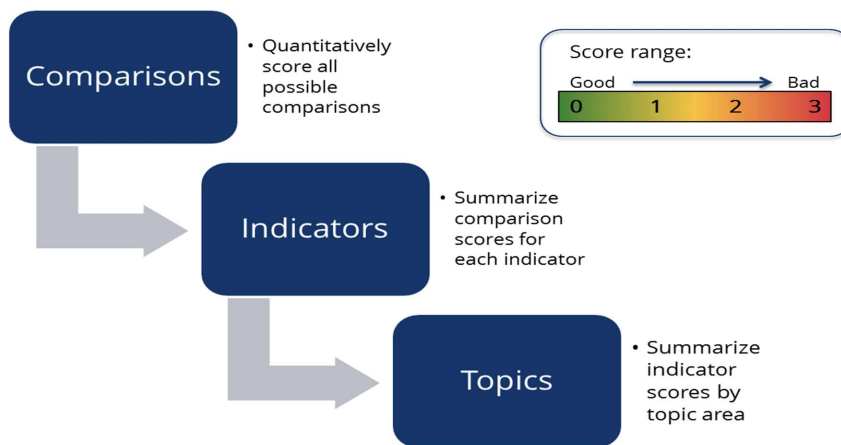 Comparisons
• Quantitatively
score all
possible
comparisons
Score range:
Good Bad
0 1 2 3
Indicators
• Summarize
comparison
scores for
each indicator
Topics
• Summarize
indicator
scores by
topic area